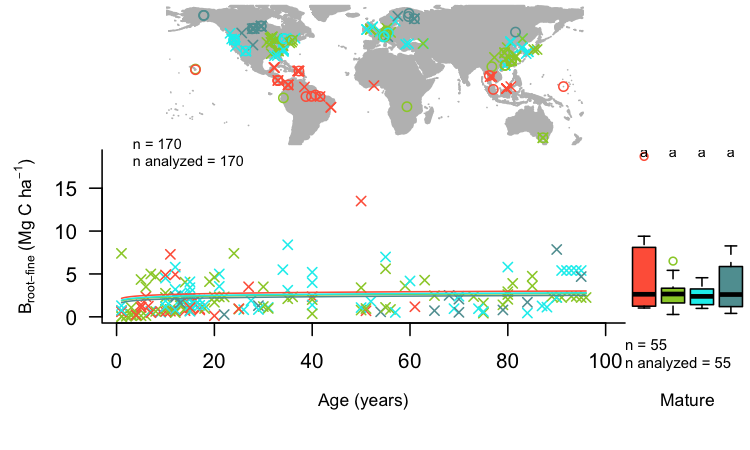 n = 170
n analyzed = 170
a a a a
15
10
5
0
B root−fine (Mg C ha−1)
0 20 40 60 80 100
n = 55
n analyzed = 55
Age (years)
Mature